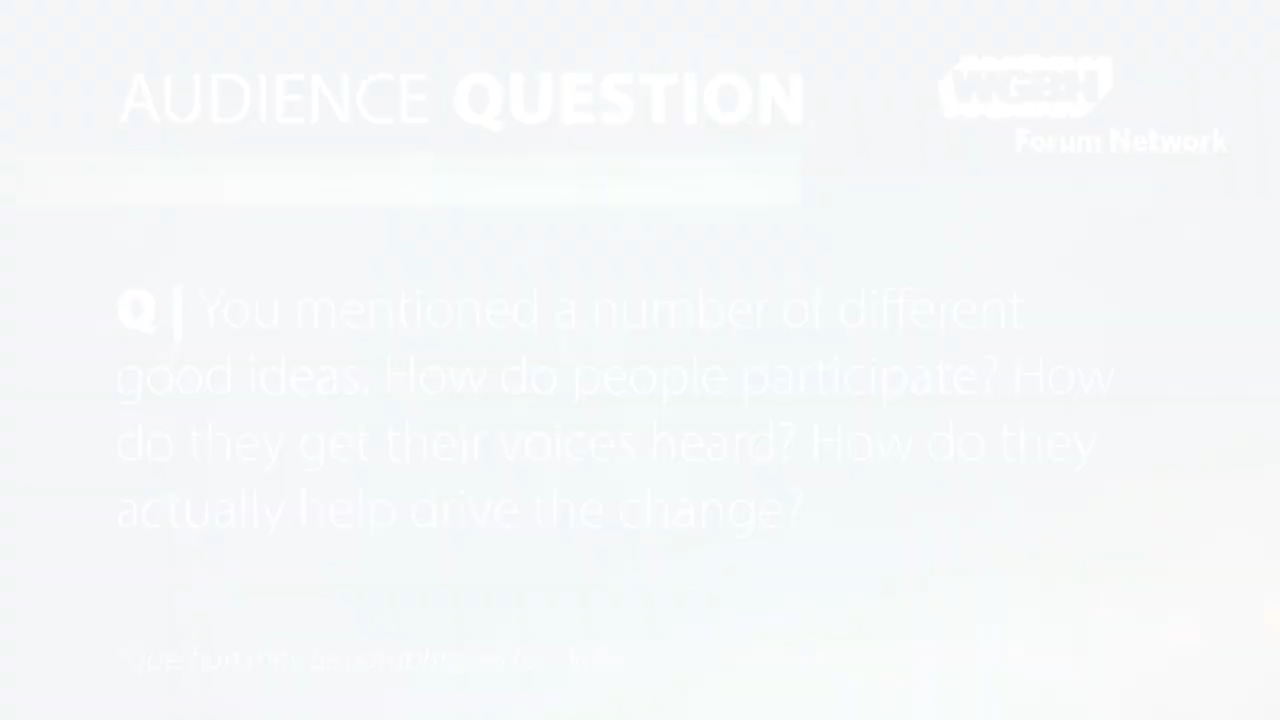 AUDIENCE QUESTION
WGBH
Forum Network
Q | You mentioned a number of different
good ideas. How do people participate? How
do they get their voices heard? How do they
actually help drive the change?